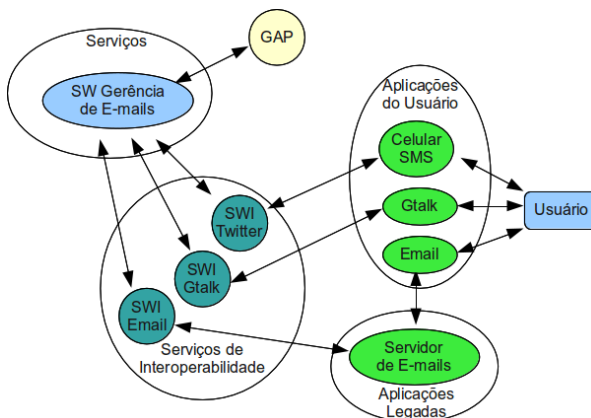 Serviços
GAP
SW Gerência
de E-mails
Aplicações
do Usuário
Celular
SMS
Gtalk
Usuário
Email
SWI
Twitter
SWI
Gtalk
SWI
Email
Serviços de
Interoperabilidade
Servidor
de E-mails
Aplicações
Legadas